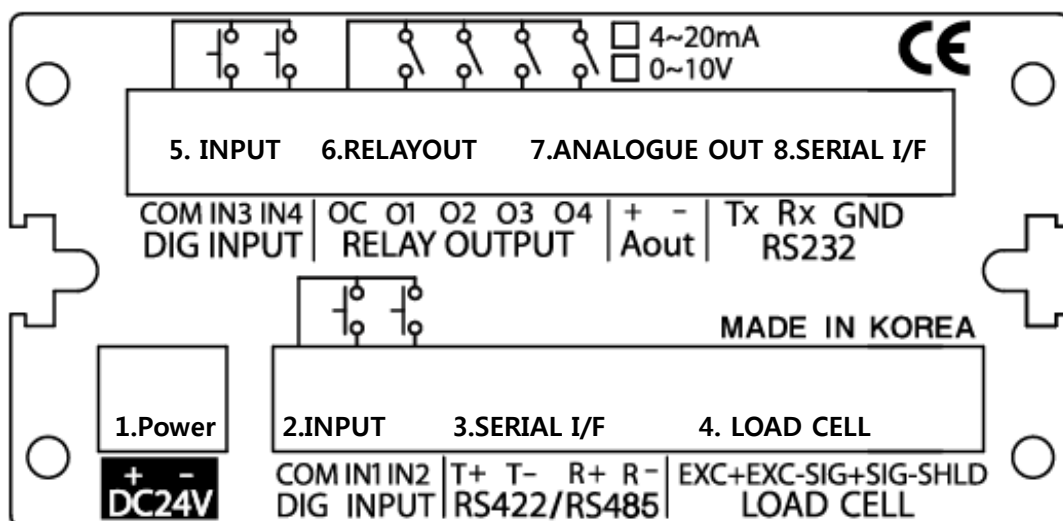 4~20mA
0~10V
CE
5. INPUT 6.RELAYOUT 7.ANALOGUE OUT 8.SERIAL I/F
COM IN3 IN4 OC O1 O2 O3 O4 + - Tx Rx GND
DIG INPUT RELAY OUTPUT Aout RS232
MADE IN KOREA
1.Power 2.INPUT 3.SERIAL I/F 4. LOAD CELL
+ - COM IN1 IN2 T+ T- R+ R- EXC+EXC-SIG+SIG-SHLD
DC24V DIG INPUT RS422/RS485 LOAD CELL